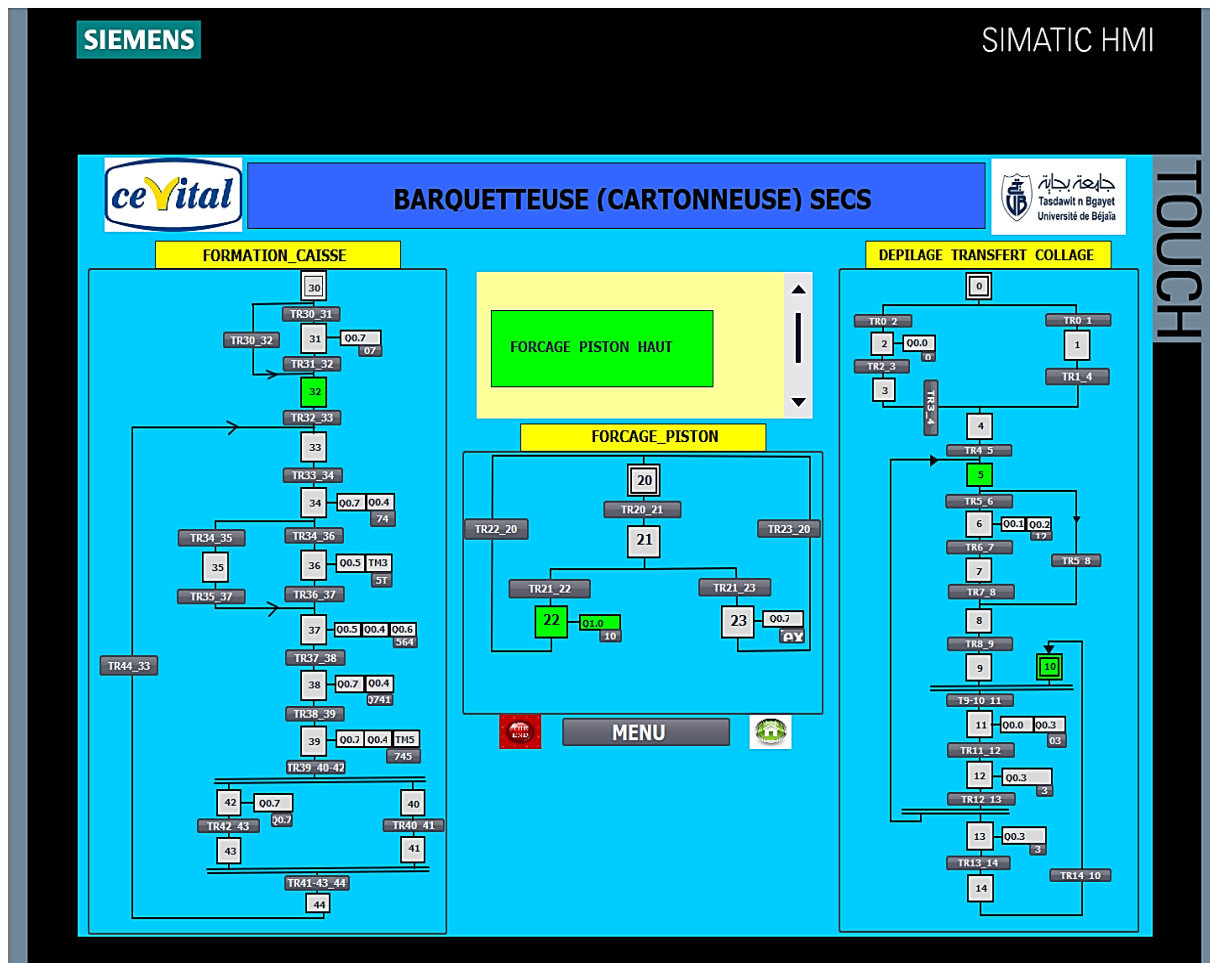 SIEMENS
SIMATIC HMI
TOUCH
ceVital
BARQUETTEUSE (CARTONNEUSE) SECS
جامعة بجاية
Tasdawit n Bgayet
Université de Béjaïa
FORMATION_CAISSE
30
TR30_31
TR30_32
31
Q0.7
07
TR31_32
32
TR32_33
33
TR33_34
34
Q0.7 Q0.4
74
TR34_35
TR34_36
35
36
Q0.5 TM3
5T
TR35_37
TR36_37
37
Q0.5 Q0.4 Q0.6
564
TR37_38
TR44_33
38
Q0.7 Q0.4
Q741
TR38_39
39
Q0.7 Q0.4 TM5
745
TR39_40-42
42
Q0.7
40
Q0.7
TR42_43
TR40_41
43
41
TR41-43_44
44
FORCAGE PISTON HAUT
FORCAGE_PISTON
20
TR20_21
TR22_20
TR23_20
21
TR21_22
TR21_23
22
Q1.0
10
23
Q0.7
MENU
DEPILAGE TRANSFERT COLLAGE
0
TR0_2
TR0_1
2
Q0.0
0
1
TR2_3
TR1_4
3
TR3_4
4
TR4_5
5
TR5_6
6
Q0.1 Q0.2
12
TR6_7
TR5_8
7
TR7_8
8
TR8_9
9
10
T9-10_11
11
Q0.0 Q0.3
03
TR11_12
12
Q0.3
3
TR12_13
13
Q0.3
3
TR13_14
TR14_10
14